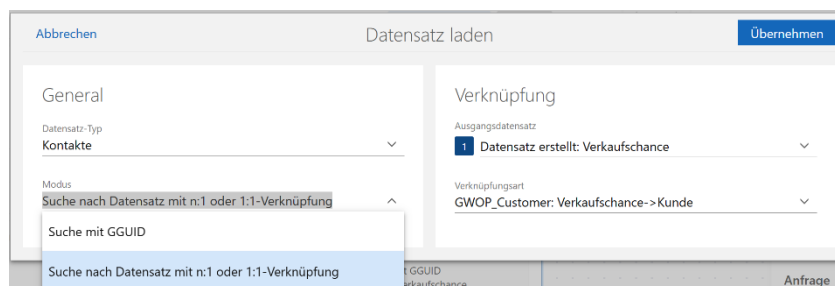 Abbrechen
Datensatz laden
Übernehmen
General
Datensatz-Typ
Kontakte
Modus
Suche nach Datensatz mit n:1 oder 1:1-Verknüpfung
Suche mit GGUID
Suche nach Datensatz mit n:1 oder 1:1-Verknüpfung
Verknüpfung
Ausgangsdatensatz
1 Datensatz erstellt: Verkaufschance
Verknüpfungsart
GWOP_Customer: Verkaufschance->Kunde
GGUID
Anfrage